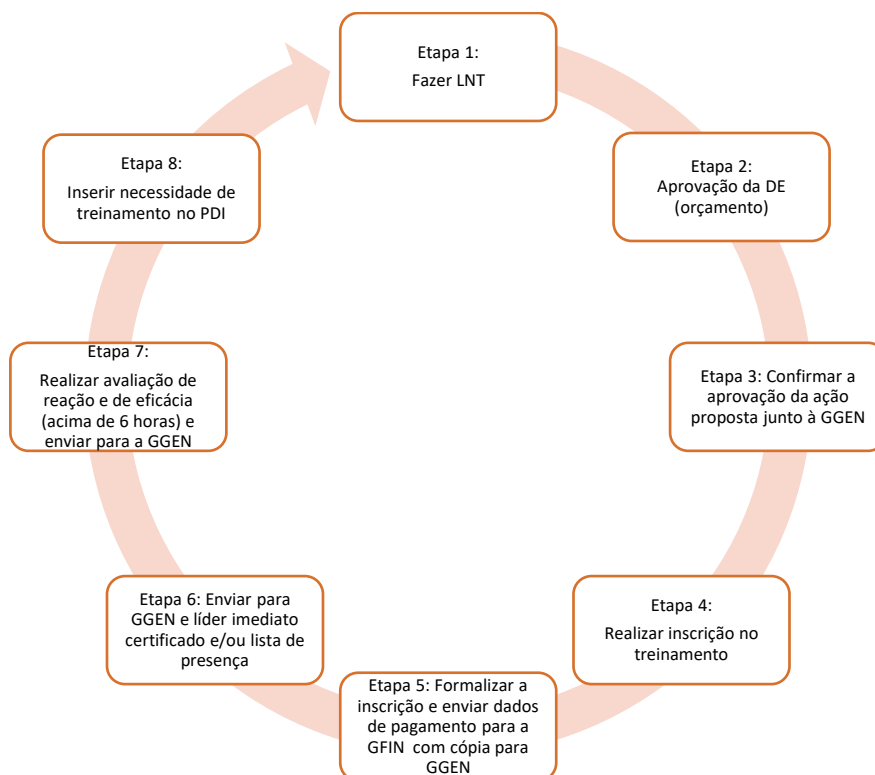 Etapa 1:
Fazer LNT
Etapa 2:
Aprovação da DE
(orçamento)
Etapa 3: Confirmar a
aprovação da ação
proposta junto à GGEN
Etapa 4:
Realizar inscrição no
treinamento
Etapa 5: Formalizar a
inscrição e enviar dados
de pagamento para a
GFIN com cópia para
GGEN
Etapa 6: Enviar para
GGEN e líder imediato
certificado e/ou lista de
presença
Etapa 7:
Realizar avaliação de
reação e de eficácia
(acima de 6 horas) e
enviar para a GGEN
Etapa 8:
Inserir necessidade de
treinamento no PDI